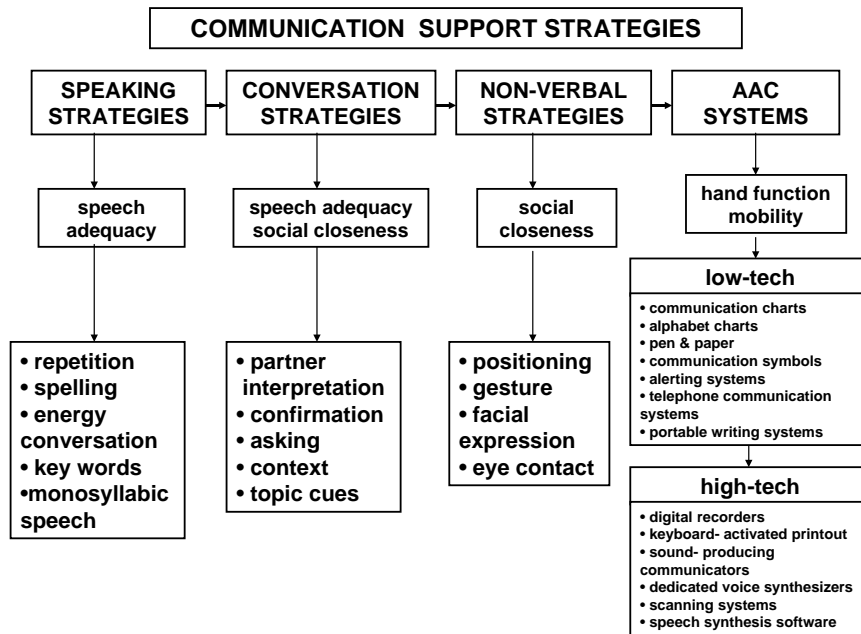 COMMUNICATION SUPPORT STRATEGIES
SPEAKING
STRATEGIES
CONVERSATION
STRATEGIES
NON-VERBAL
STRATEGIES
AAC
SYSTEMS
speech
adequacy
speech adequacy
social closeness
social
closeness
hand function
mobility
• repetition
• spelling
• energy
conversation
• key words
•monosyllabic
speech
• partner
interpretation
• confirmation
• asking
• context
• topic cues
• positioning
• gesture
• facial
expression
• eye contact
low-tech
• communication charts
• alphabet charts
• pen & paper
• communication symbols
• alerting systems
• telephone communication
systems
• portable writing systems
high-tech
• digital recorders
• keyboard- activated printout
• sound- producing
communicators
• dedicated voice synthesizers
• scanning systems
• speech synthesis software